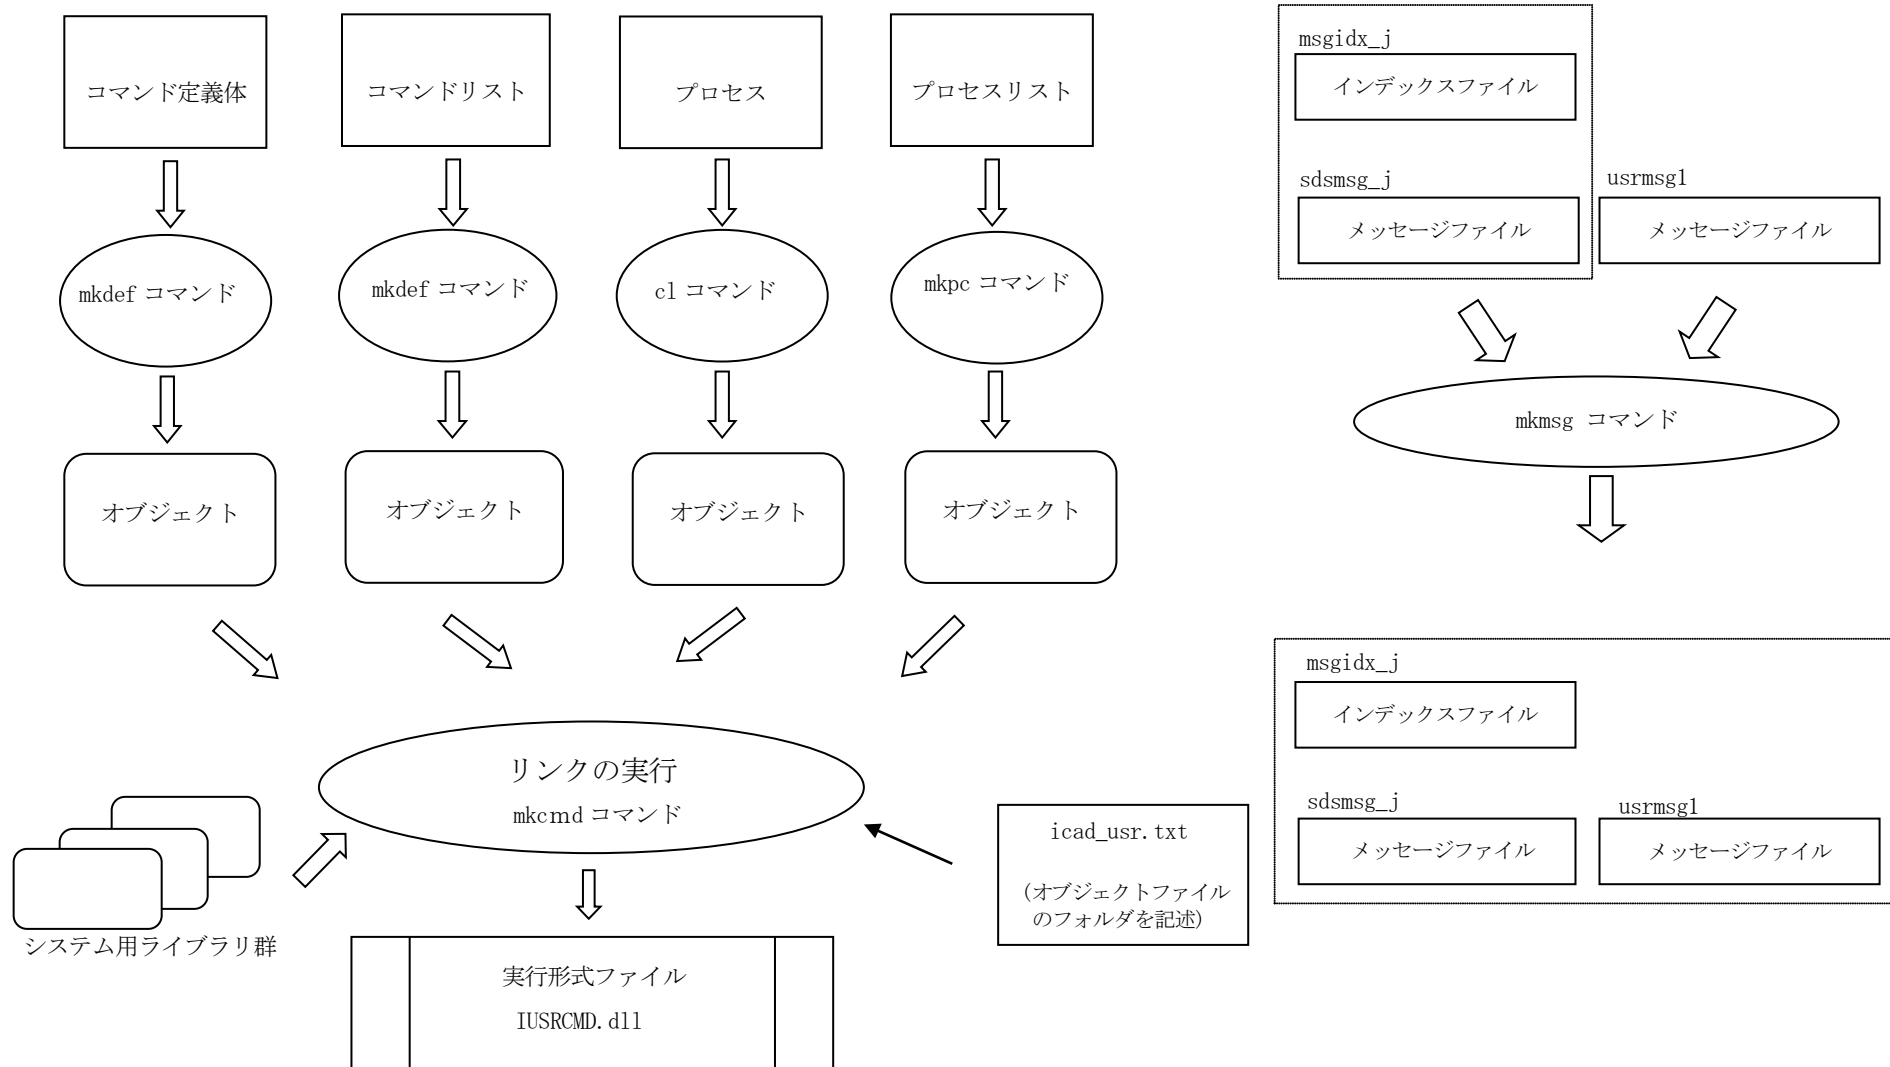 コマンド定義体
コマンドリスト
プロセス
プロセスリスト
mkdef コマンド
mkdef コマンド
cl コマンド
mkpc コマンド
オブジェクト
オブジェクト
オブジェクト
オブジェクト
リンクの実行
mkcmd コマンド
システム用ライブラリ群
icad_usr.txt
(オブジェクトファイル
のフォルダを記述)
実行形式ファイル
IUSRCMD.dll
msgidx_j
インデックスファイル
sdsmsg_j
メッセージファイル
usrmsg1
メッセージファイル
mkmsg コマンド
msgidx_j
インデックスファイル
sdsmsg_j
メッセージファイル
usrmsg1
メッセージファイル